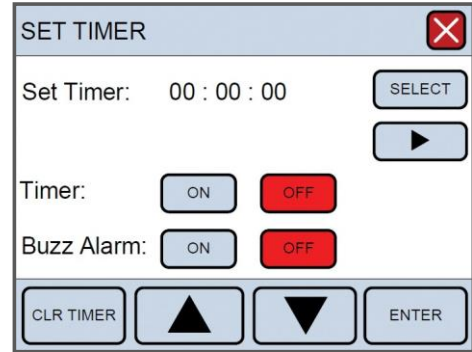 SET TIMER
Set Timer: 00 : 00 : 00 SELECT
Timer: ON OFF
Buzz Alarm: ON OFF
CLR TIMER ENTER